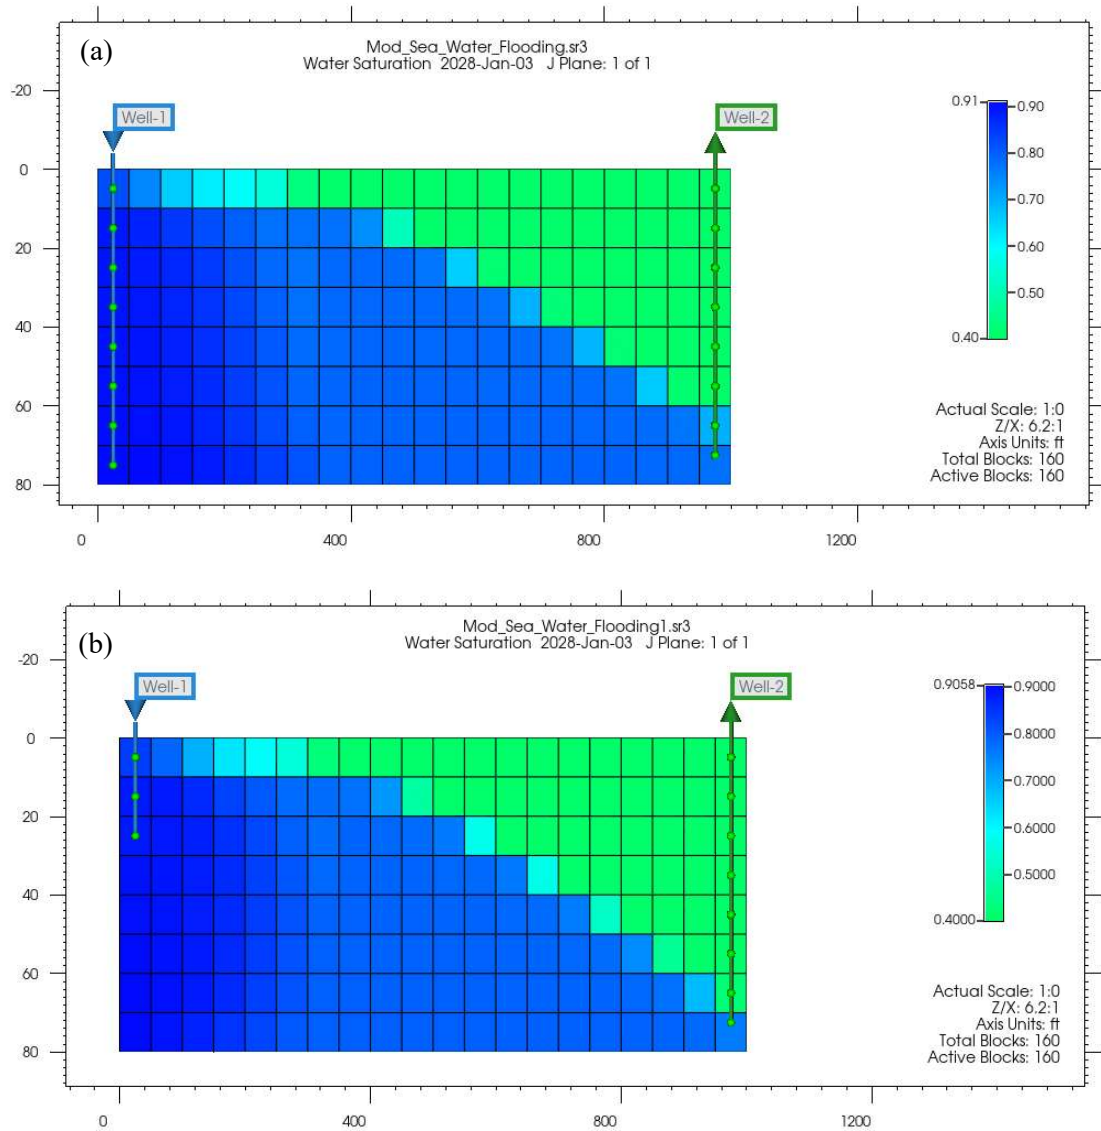 (a)
Mod_Sea_Water_Flooding.sr3
Water Saturation 2028-Jan-03 J Plane: 1 of 1
-20
Well-1
Well-2
0.91
0.90
0.80
0.70
0.60
0.50
0.40
0
20
40
60
80
Actual Scale: 1:0
Z/X: 6.2:1
Axis Units: ft
Total Blocks: 160
Active Blocks: 160
0
400
800
1200
(b)
Mod_Sea_Water_Flooding1.sr3
Water Saturation 2028-Jan-03 J Plane: 1 of 1
-20
Well-1
Well-2
0.9058
0.9000
0.8000
0.7000
0.6000
0.5000
0.4000
0
20
40
60
80
Actual Scale: 1:0
Z/X: 6.2:1
Axis Units: ft
Total Blocks: 160
Active Blocks: 160
0
400
800
1200